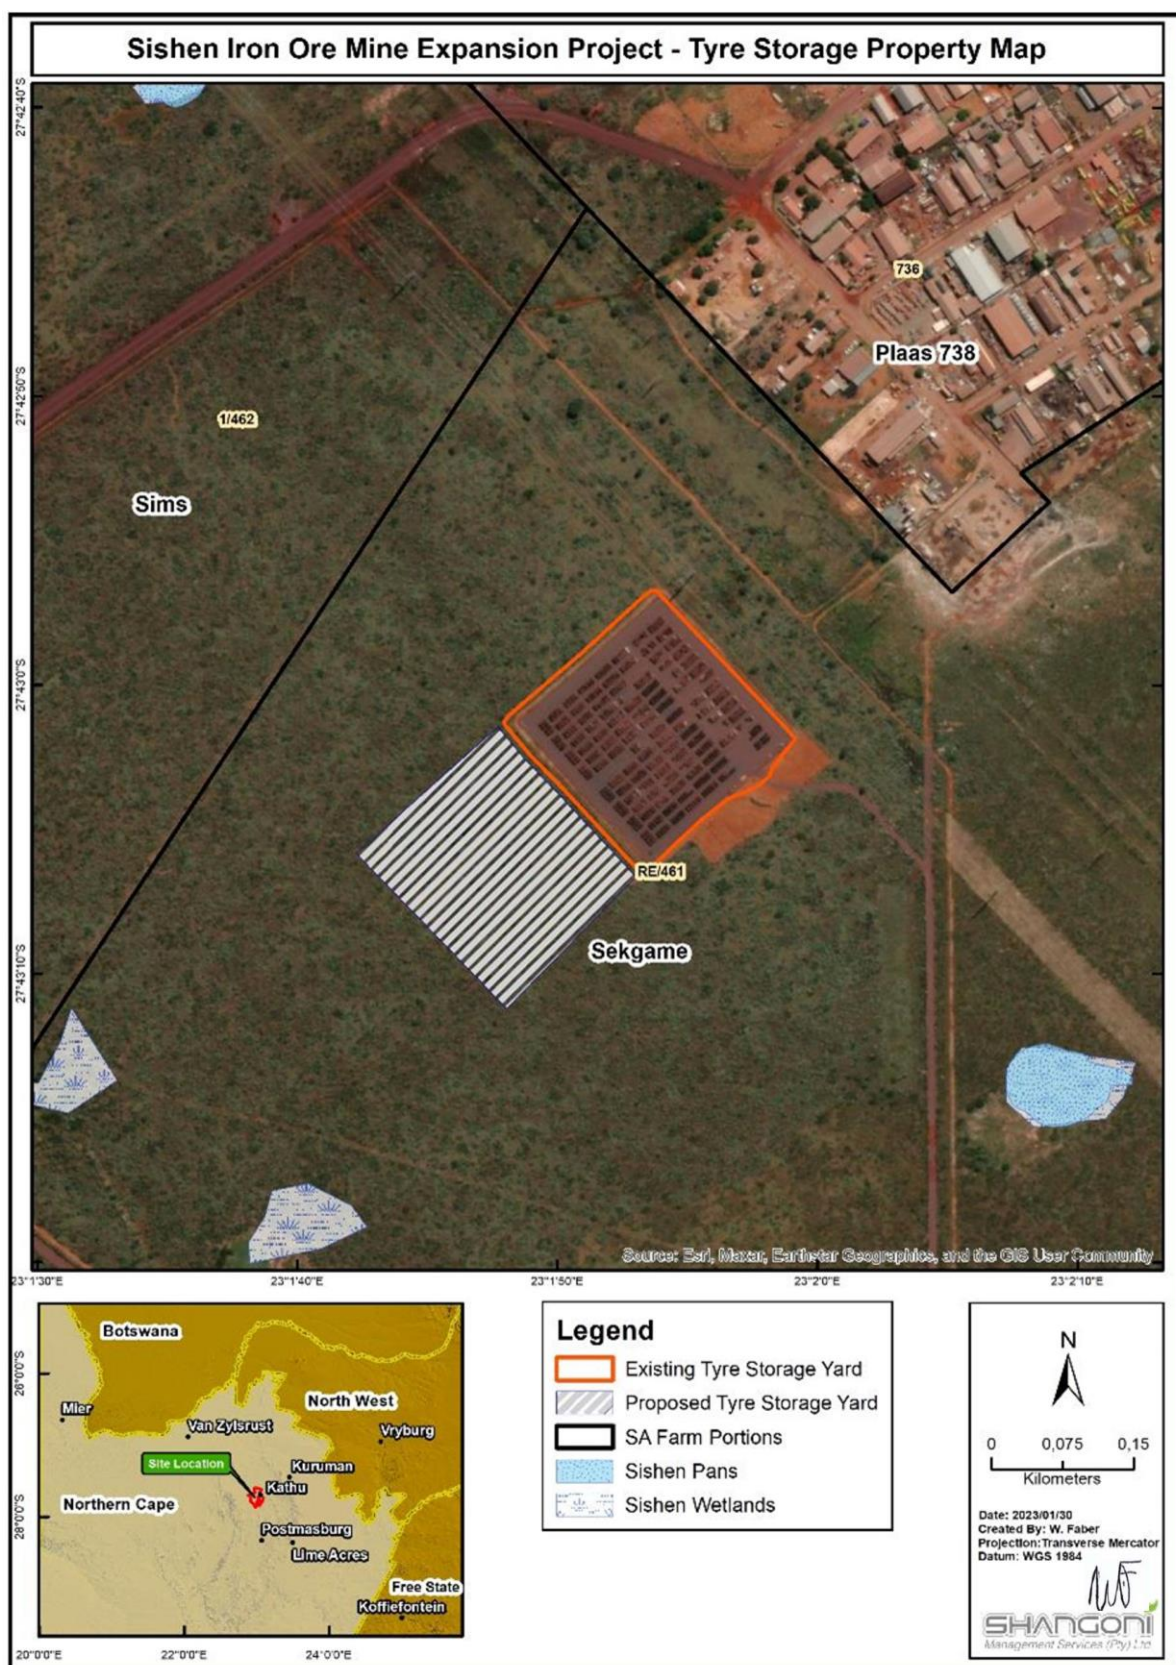 Sishen Iron Ore Mine Expansion Project - Tyre Storage Property Map
27°42'40"S
27°42'50"S
27°43'0"S
27°43'10"S
736
Plaas 738
1/462
Sims
RE/461
Sekgame
Source: Esri, Maxar, Earthstar Geographics, and the GIS User Community
23°1'30"E
23°1'40"E
23°1'50"E
23°2'0"E
23°2'10"E
Botswana
North West
Mier
Van Zylsrust
Vryburg
Site Location
Kuruman
Kathu
Northern Cape
Postmasburg
Lime Acres
Free State
Koffiefontein
26°0'0"S
28°0'0"S
20°0'0"E
22°0'0"E
24°0'0"E
Legend
Existing Tyre Storage Yard
Proposed Tyre Storage Yard
SA Farm Portions
Sishen Pans
Sishen Wetlands
N
0 0,075 0,15
Kilometers
Date: 2023/01/30
Created By: W. Faber
Projection:Transverse Mercator
Datum: WGS 1984
SHANGONI
Management Services (Pty) Ltd